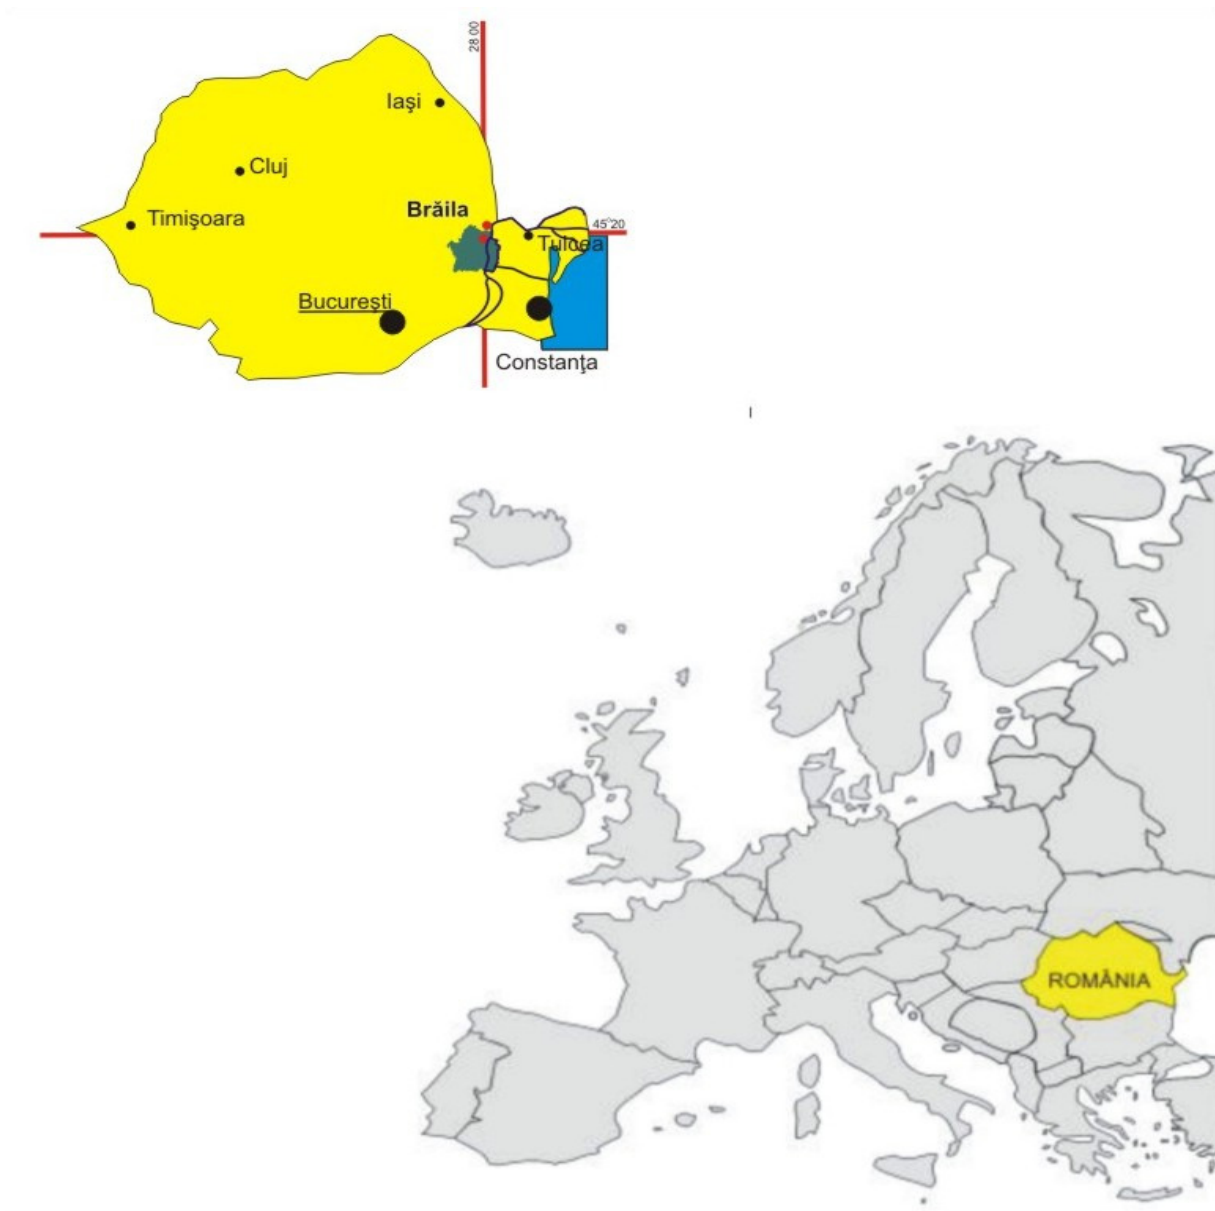 28 00
Iaşi
Cluj
Brăila
Timişoara
45°20
Tulcea
Bucureşti
Constanţa
ROMÂNIA